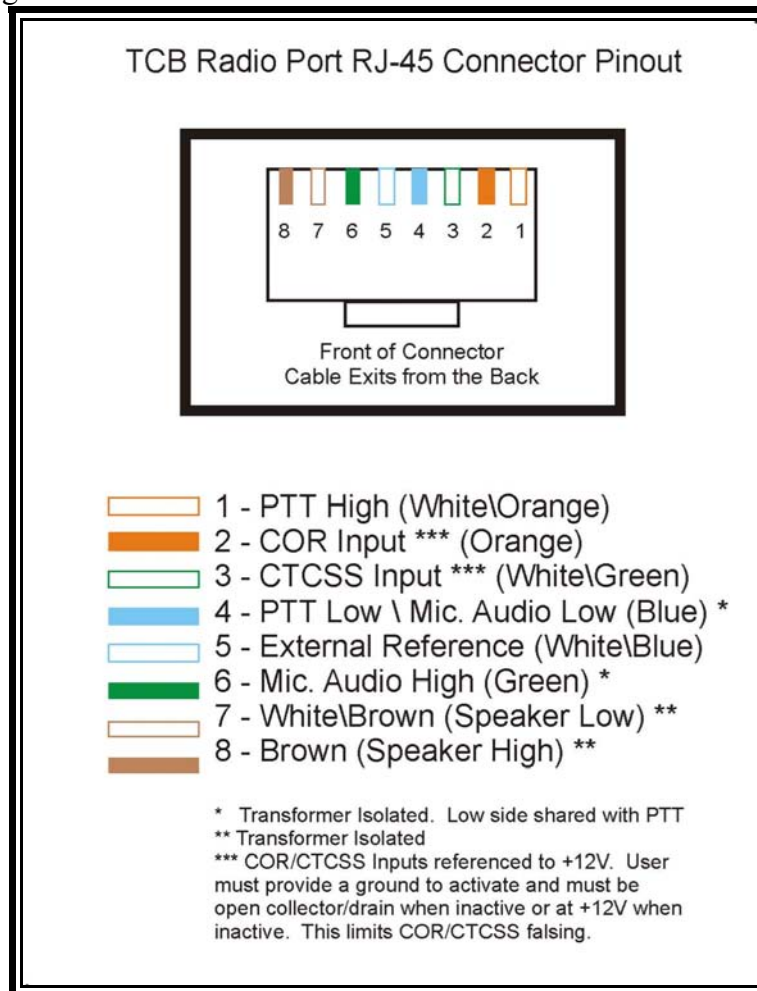 TCB Radio Port RJ-45 Connector Pinout
8 7 6 5 4 3 2 1
Front of Connector
Cable Exits from the Back
1 - PTT High (White\Orange)
2 - COR Input *** (Orange)
3 - CTCSS Input *** (White\Green)
4 - PTT Low \ Mic. Audio Low (Blue) *
5 - External Reference (White\Blue)
6 - Mic. Audio High (Green) *
7 - White\Brown (Speaker Low) **
8 - Brown (Speaker High) **
* Transformer Isolated. Low side shared with PTT
** Transformer Isolated
*** COR/CTCSS Inputs referenced to +12V. User
must provide a ground to activate and must be
open collector/drain when inactive or at +12V when
inactive. This limits COR/CTCSS falsing.